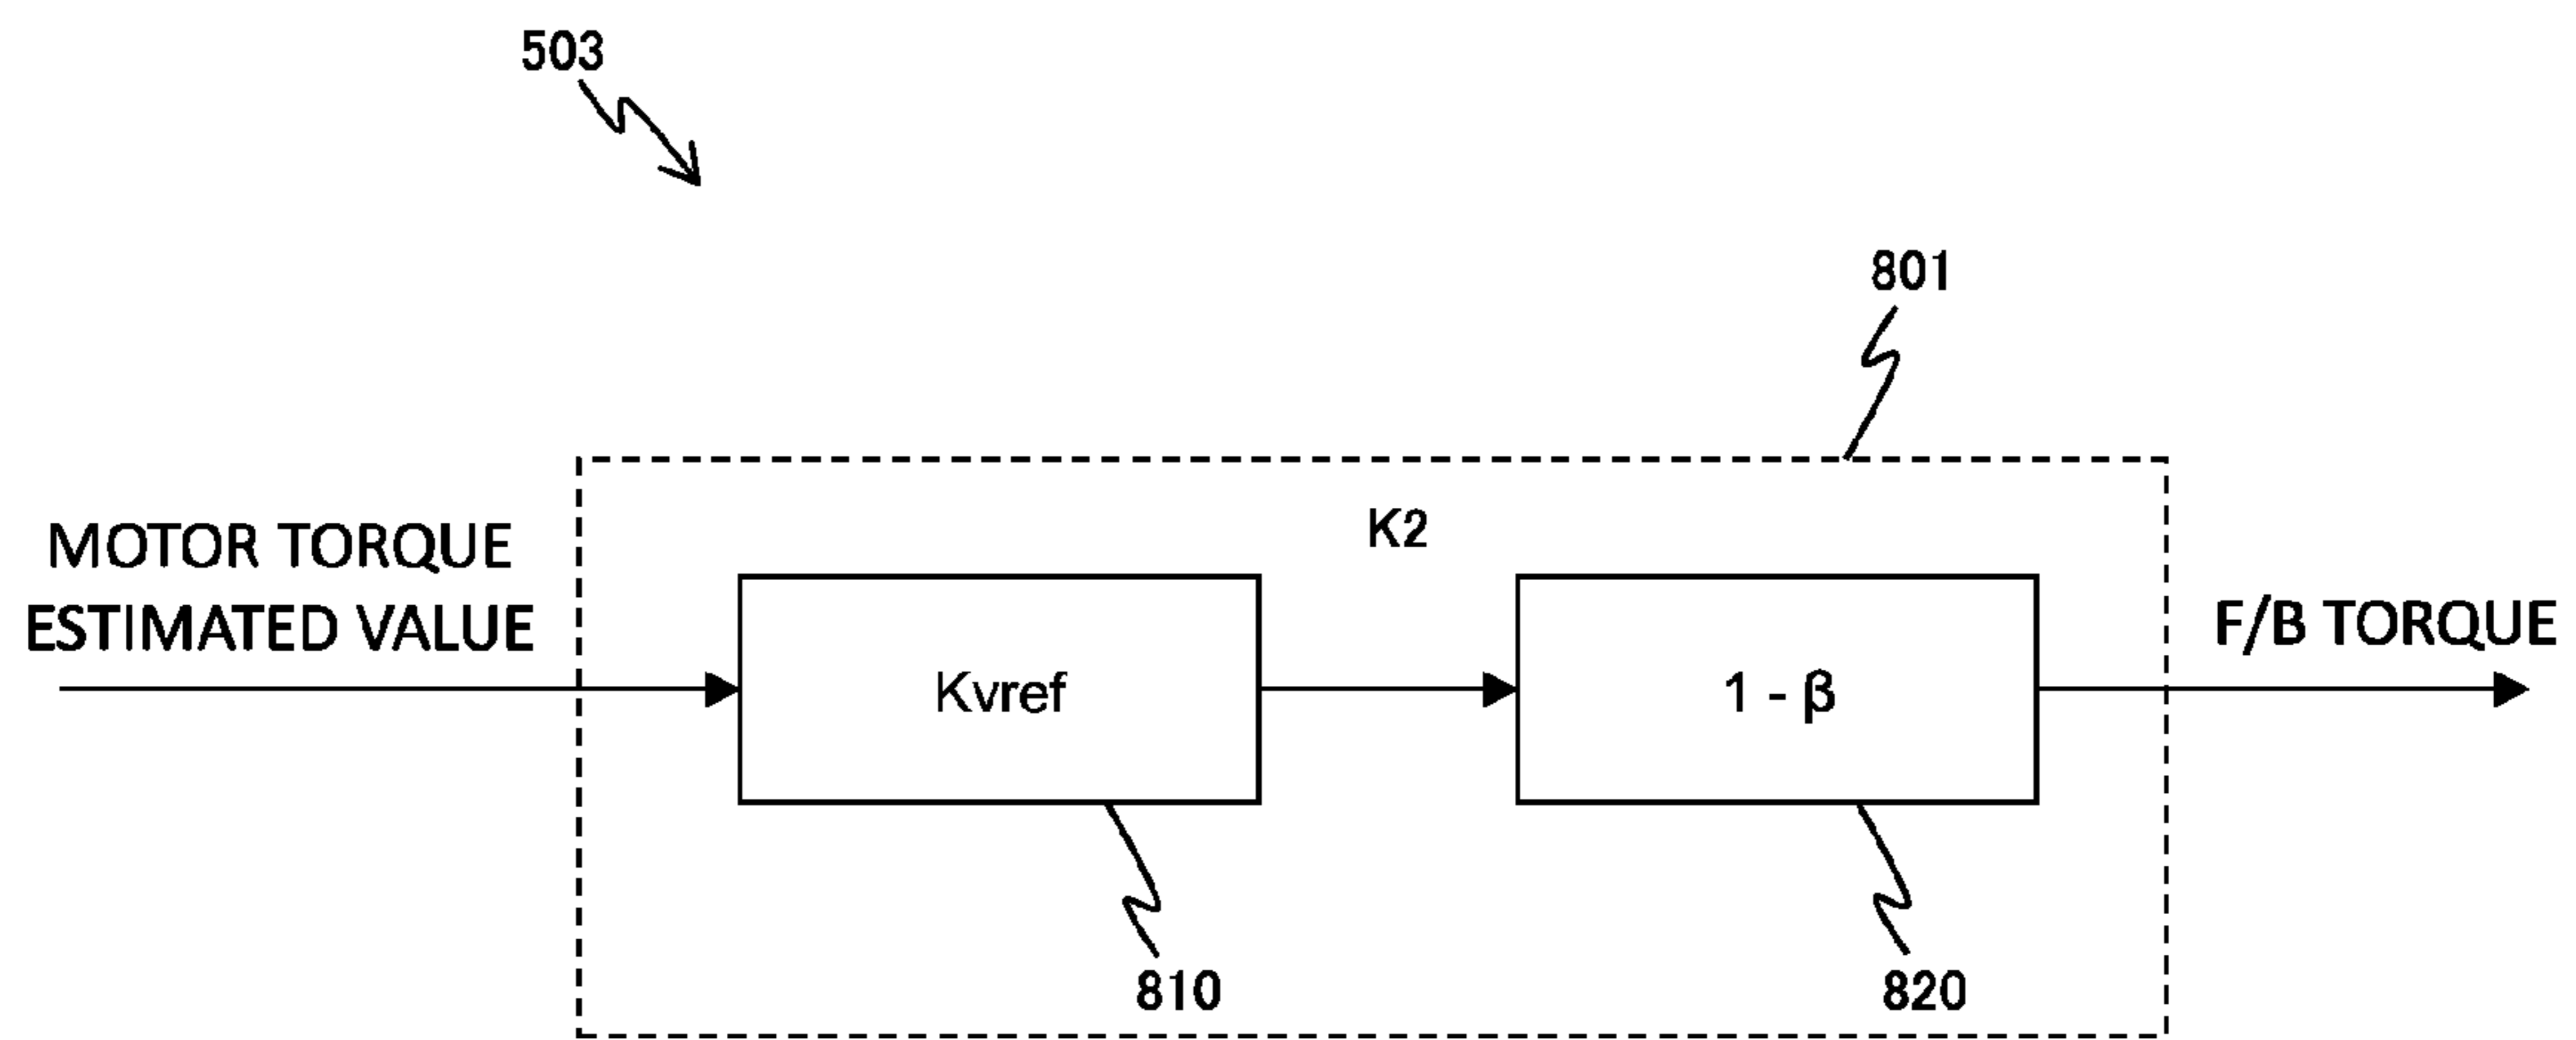 503
801
K2
MOTOR TORQUE
ESTIMATED VALUE
F/B TORQUE
Kvref
1 - β
810
820